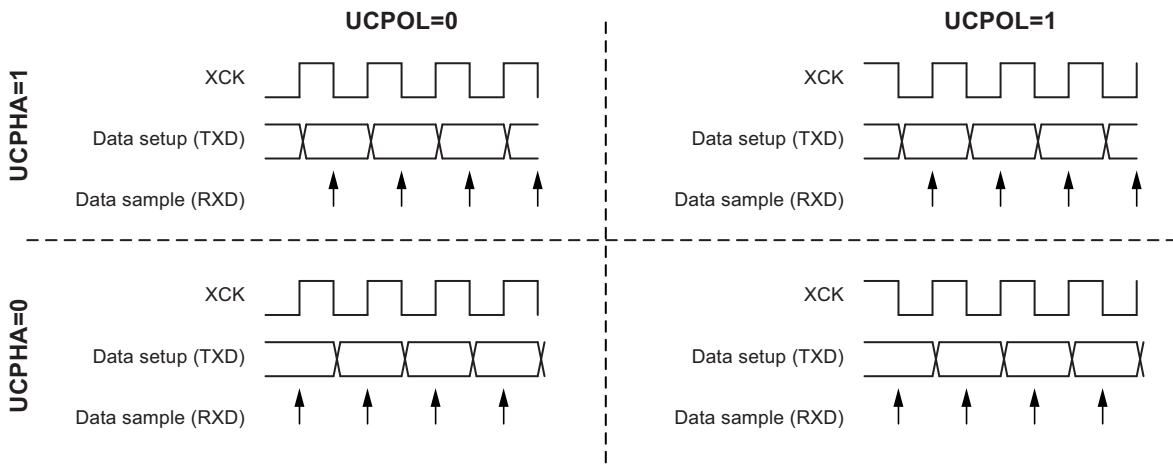 UCPOL=0
UCPOL=1
UCPHA=1
XCK
Data setup (TXD)
Data sample (RXD)
XCK
Data setup (TXD)
Data sample (RXD)
UCPHA=0
XCK
Data setup (TXD)
Data sample (RXD)
XCK
Data setup (TXD)
Data sample (RXD)